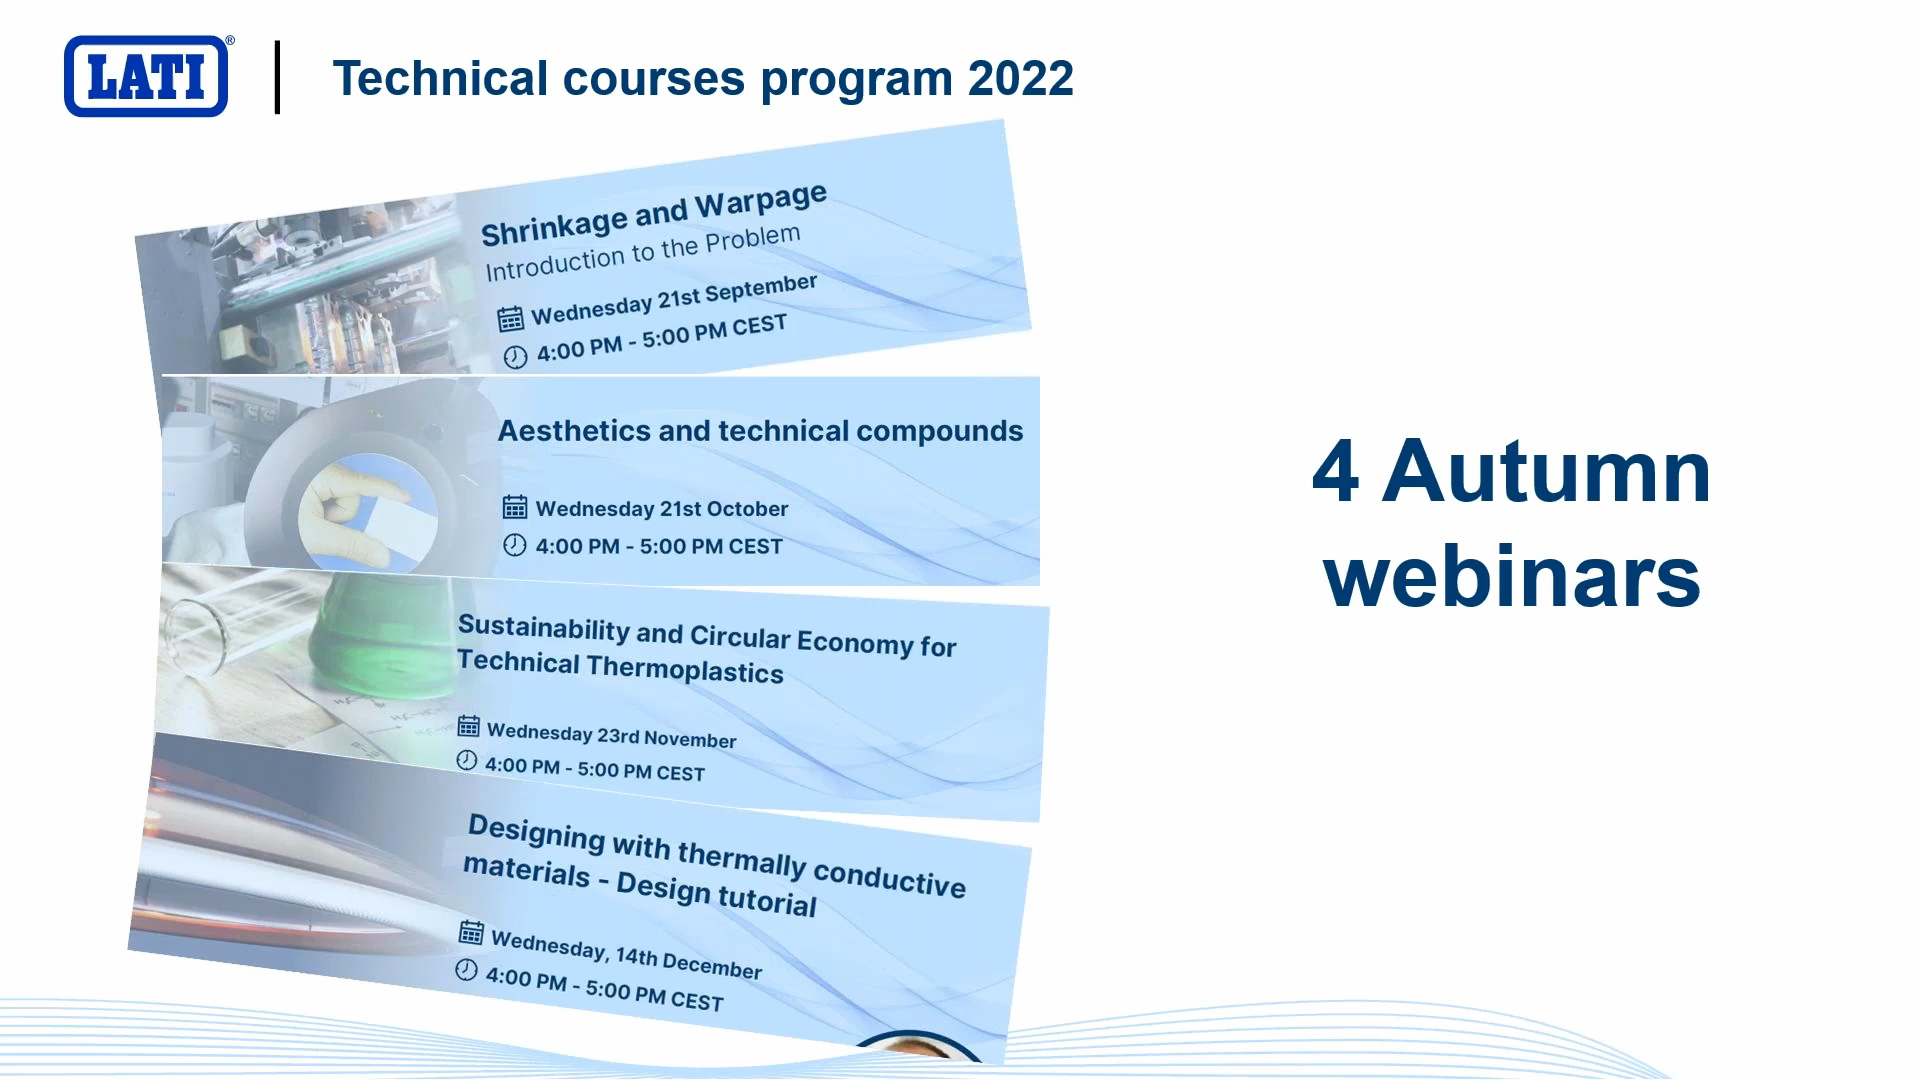 LATI®
Technical courses program 2022
Shrinkage and Warpage
Introduction to the Problem
Wednesday 21st September
4:00 PM - 5:00 PM CEST
Aesthetics and technical compounds
Wednesday 21st October
4:00 PM - 5:00 PM CEST
Sustainability and Circular Economy for
Technical Thermoplastics
Wednesday 23rd November
4:00 PM - 5:00 PM CEST
Designing with thermally conductive
materials - Design tutorial
Wednesday, 14th December
4:00 PM - 5:00 PM CEST
4 Autumn
webinars